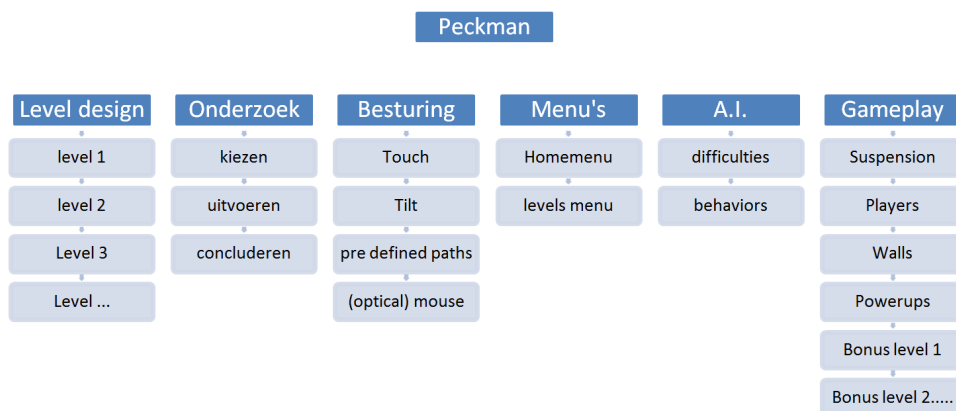 Peckman
Level design
level 1
level 2
Level 3
Level ...
Onderzoek
kiezen
uitvoeren
concluderen
Besturing
Touch
Tilt
pre defined paths
(optical) mouse
Menu's
Homemenu
levels menu
A.I.
difficulties
behaviors
Gameplay
Suspension
Players
Walls
Powerups
Bonus level 1
Bonus level 2.....